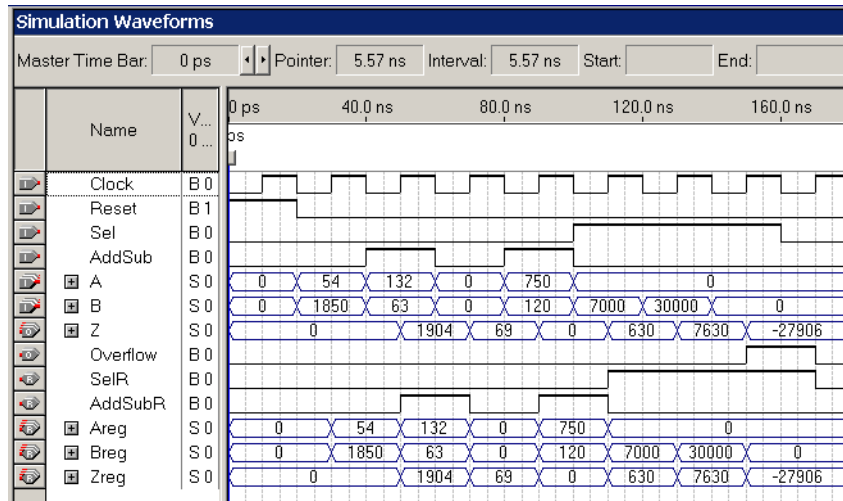 Simulation Waveforms
Master Time Bar: 0 ps Pointer: 5.57 ns Interval: 5.57 ns Start: End:
Name V... 0 ... 0 ps 40.0 ns 80.0 ns 120.0 ns 160.0 ns
ps
Clock B 0
Reset B 1
Sel B 0
AddSub B 0
A S 0 0 54 132 0 750 0
B S 0 0 1850 63 0 120 7000 30000 0
Z S 0 0 1904 69 0 630 7630 -27906
Overflow B 0
SelR B 0
AddSubR B 0
Areg S 0 0 54 132 0 750 0
Breg S 0 0 1850 63 0 120 7000 30000 0
Zreg S 0 0 1904 69 0 630 7630 -27906